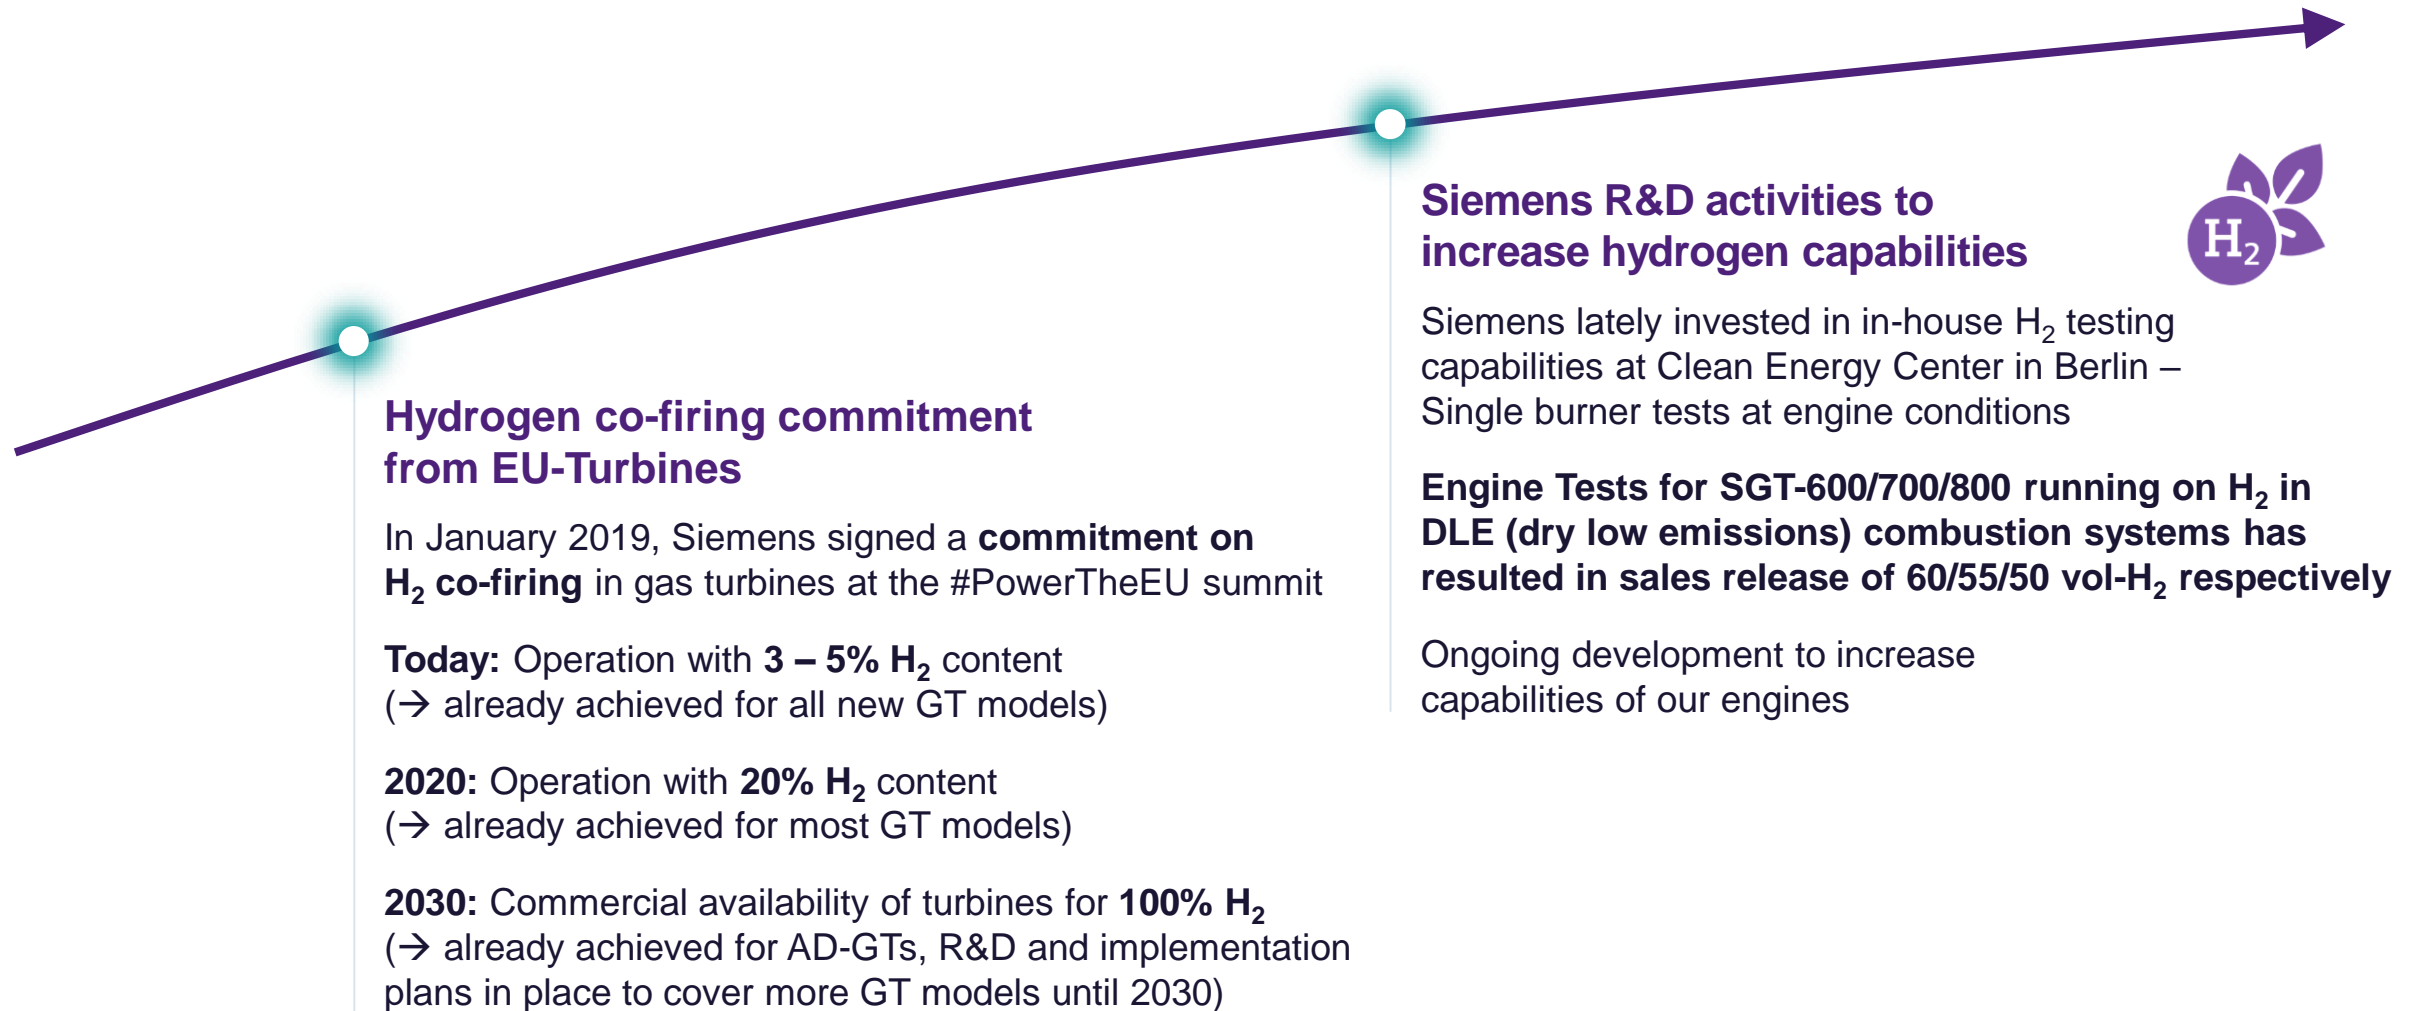 Hydrogen co-firing commitment
from EU-Turbines
In January 2019, Siemens signed a commitment on
H₂ co-firing in gas turbines at the #PowerTheEU summit
Today: Operation with 3 – 5% H₂ content
(→ already achieved for all new GT models)
2020: Operation with 20% H₂ content
(→ already achieved for most GT models)
2030: Commercial availability of turbines for 100% H₂
(→ already achieved for AD-GTs, R&D and implementation
plans in place to cover more GT models until 2030)
Siemens R&D activities to
increase hydrogen capabilities
H₂
Siemens lately invested in in-house H₂ testing
capabilities at Clean Energy Center in Berlin –
Single burner tests at engine conditions
Engine Tests for SGT-600/700/800 running on H₂ in
DLE (dry low emissions) combustion systems has
resulted in sales release of 60/55/50 vol-H₂ respectively
Ongoing development to increase
capabilities of our engines